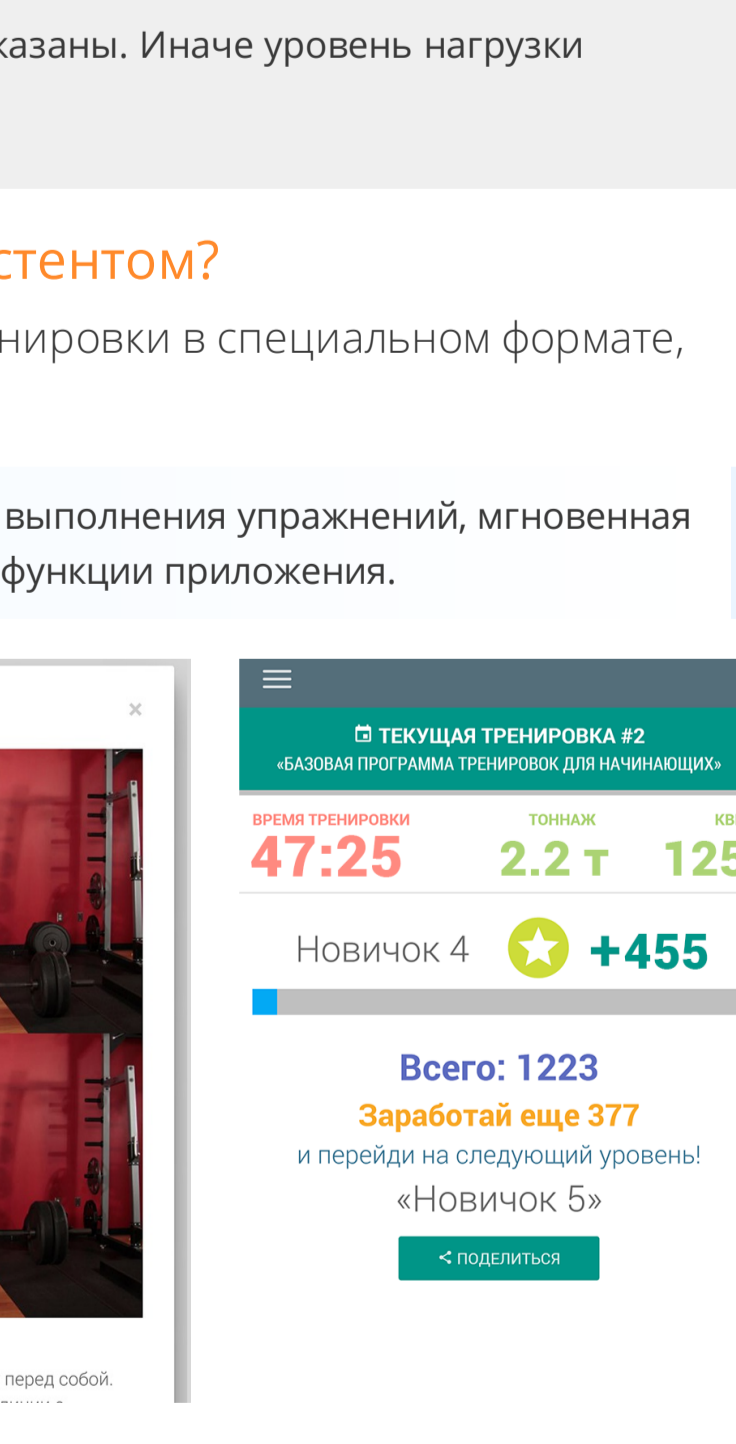 казаны. Иначе уровень нагрузки
стентом?
нировки в специальном формате,
выполнения упражнений, мгновенная
функции приложения.
×
ТЕКУЩАЯ ТРЕНИРОВКА #2
«БАЗОВАЯ ПРОГРАММА ТРЕНИРОВОК ДЛЯ НАЧИНАЮЩИХ»
ВРЕМЯ ТРЕНИРОВКИ ТОННАЖ КВ
47:25 2.2 т 125
Новичок 4 +455
Всего: 1223
Заработай еще 377
и перейди на следующий уровень!
«Новичок 5»
ПОДЕЛИТЬСЯ
перед собой.